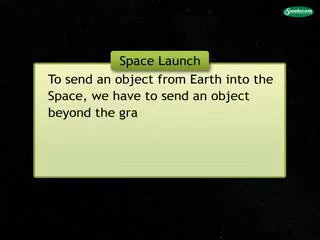 Sundaram
Space Launch
To send an object from Earth into the
Space, we have to send an object
beyond the gra